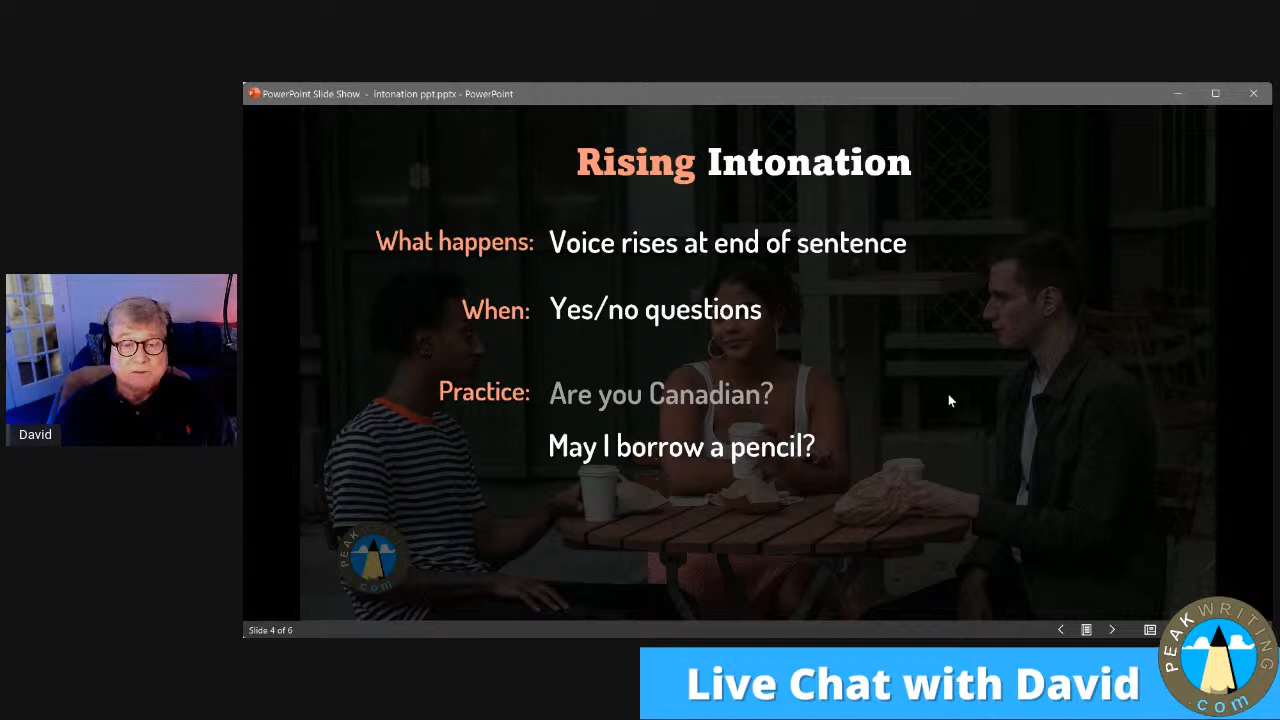 PowerPoint Slide Show - intonation ppt.pptx - PowerPoint
Rising Intonation
What happens: Voice rises at end of sentence
When: Yes/no questions
Practice: Are you Canadian?
May I borrow a pencil?
David
PEAK
.com
Slide 4 of 6
Live Chat with David
PEAKWRITING
.com